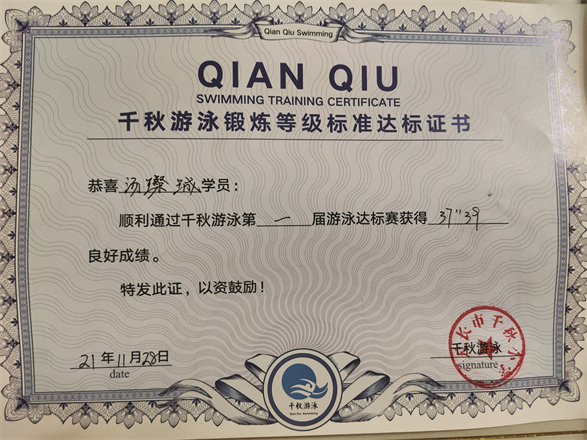 Qian Qiu Swimming
QIAN QIU
SWIMMING TRAINING CERTIFICATE
千秋游泳锻炼等级标准达标证书
恭喜汤璨城学员：
顺利通过千秋游泳第一届游泳达标赛获得37"39
良好成绩。
特发此证，以资鼓励！
21年11月28日
date
千秋游泳
signature
千秋游泳
Qian Qiu Swimming